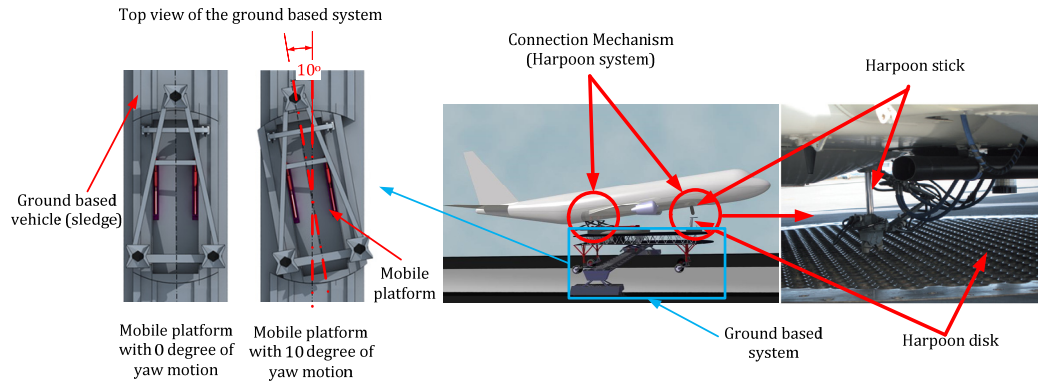 Top view of the ground based system
10o
Ground based
vehicle (sledge)
Mobile
platform
Mobile platform
with 0 degree of
yaw motion
Mobile platform
with 10 degree of
yaw motion
Connection Mechanism
(Harpoon system)
Harpoon stick
Ground based
system
Harpoon disk